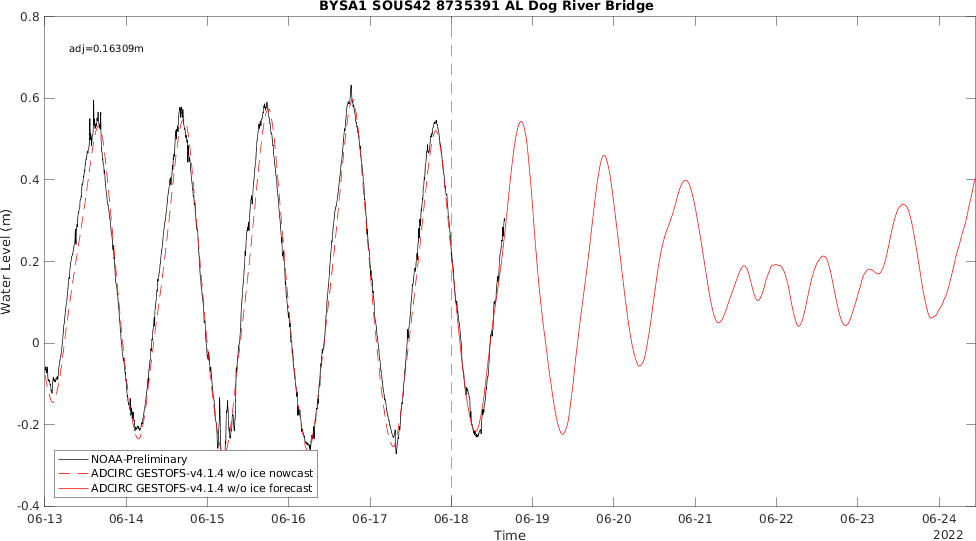 BYSA1 SOUS42 8735391 AL Dog River Bridge
adj=0.16309m
Water Level (m)
0.8
0.6
0.4
0.2
0
-0.2
-0.4
NOAA-Preliminary
ADCIRC GESTOFS-v4.1.4 w/o ice nowcast
ADCIRC GESTOFS-v4.1.4 w/o ice forecast
06-13 06-14 06-15 06-16 06-17 06-18 06-19 06-20 06-21 06-22 06-23 06-24
Time
2022